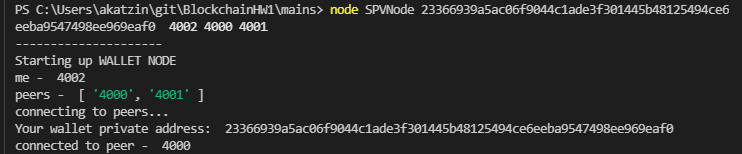 PS C:\Users\akatzin\git\BlockchainHW1\mains> node SPVNode 23366939a5ac06f9044c1ade3f301445b48125494ce6
eeba9547498ee969eaf0  4002 4000 4001
---------------------
Starting up WALLET NODE
me -  4002
peers -  [ '4000', '4001' ]
connecting to peers...
Your wallet private address:  23366939a5ac06f9044c1ade3f301445b48125494ce6eeba9547498ee969eaf0
connected to peer -  4000